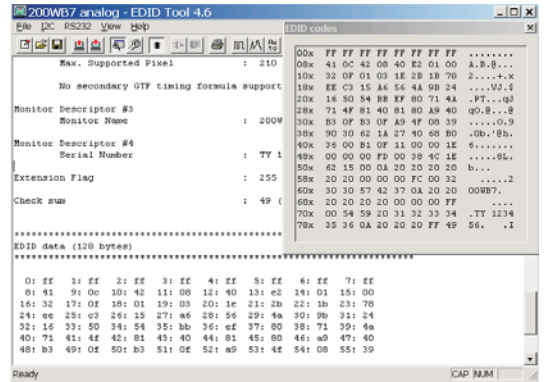 200WB7 analog - EDID Tool 4.6
File I2C RS232 View Help
Max. Supported Pixel : 210
No secondary GTF timing formula support
Monitor Descriptor #3
Monitor Name : 200W
Monitor Descriptor #4
Serial Number : TY 1
Extension Flag : 255
Check sum : 49 (
EDID data (128 bytes)
0: ff 1: ff 2: ff 3: ff 4: ff 5: ff 6: ff 7: ff
8: 41 9: 0c 10: 42 11: 08 12: 40 13: e2 14: 01 15: 00
16: 32 17: 0f 18: 01 19: 03 20: 1e 21: 2b 22: 1b 23: 78
24: ee 25: c3 26: 15 27: a6 28: 56 29: 4a 30: 9b 31: 24
32: 16 33: 50 34: 54 35: bb 36: ef 37: 80 38: 71 39: 4a
40: 71 41: 4f 42: 81 43: 40 44: 81 45: 80 46: a9 47: 40
48: b3 49: 0f 50: b3 51: 0f 52: a9 53: 4f 54: 08 55: 39
Ready
CAP NUM
EDID codes
00x FF FF FF FF FF FF FF FF ........
08x 41 0C 42 08 40 E2 01 00 A.B.@...
10x 32 0F 01 03 1E 2B 1B 78 2....+.x
18x EE C3 15 A6 56 4A 9B 24 ....VJ.$
20x 16 50 54 BB EF 80 71 4A .PT...qJ
28x 71 4F 81 40 81 80 A9 40 qO.@...@
30x B3 0F B3 0F A9 4F 08 39 .....O.9
38x 90 30 62 1A 27 40 68 B0 .0b.'@h.
40x 36 00 B1 0F 11 00 00 1E 6.......
48x 00 00 00 FD 00 38 4C 1E .....8L.
50x 62 15 00 0A 20 20 20 20 b...
58x 20 20 00 00 00 FC 00 32 .....2
60x 30 30 57 42 37 0A 20 20 00WB7.
68x 20 20 20 20 00 00 00 FF ....
70x 00 54 59 20 31 32 33 34 .TY 1234
78x 35 36 0A 20 20 20 FF 49 56. .I